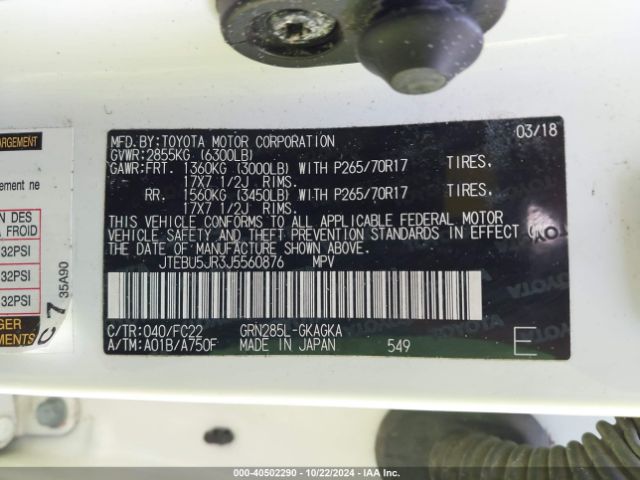 MFD.BY:TOYOTA MOTOR CORPORATION 03/18
GVWR:2855KG (6300LB)
GAWR:FRT. 1360KG (3000LB) WITH P265/70R17 TIRES.
17X7 1/2J RIMS.
RR. 1560KG (3450LB) WITH P265/70R17 TIRES.
17X7 1/2J RIMS.
THIS VEHICLE CONFORMS TO ALL APPLICABLE FEDERAL MOTOR
VEHICLE SAFETY AND THEFT PREVENTION STANDARDS IN EFFECT ON
THE DATE OF MANUFACTURE SHOWN ABOVE.
JTEBU5JR3J5560876 MPV
C/TR:040/FC22 GRN285L-GKAGKA
A/TM:A01B/A750F MADE IN JAPAN 549 E
ARGEMENT
ement ne
N DES
A FROID
32PSI
32PSI
32PSI
GER
EMENTS
C 7 35A90
000-40502290 - 10/22/2024 - IAA Inc.